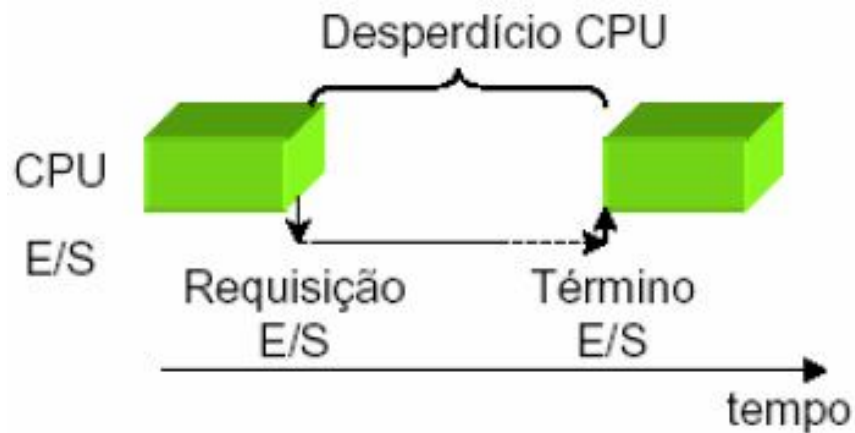 Desperdício CPU
CPU
E/S
Requisição
E/S
Término
E/S
tempo